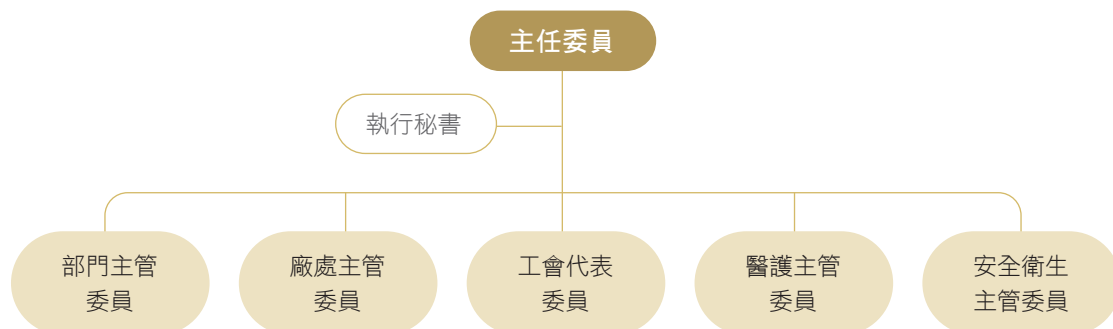 主任委員
執行秘書
部門主管
委員
廠處主管
委員
工會代表
委員
醫護主管
委員
安全衛生
主管委員